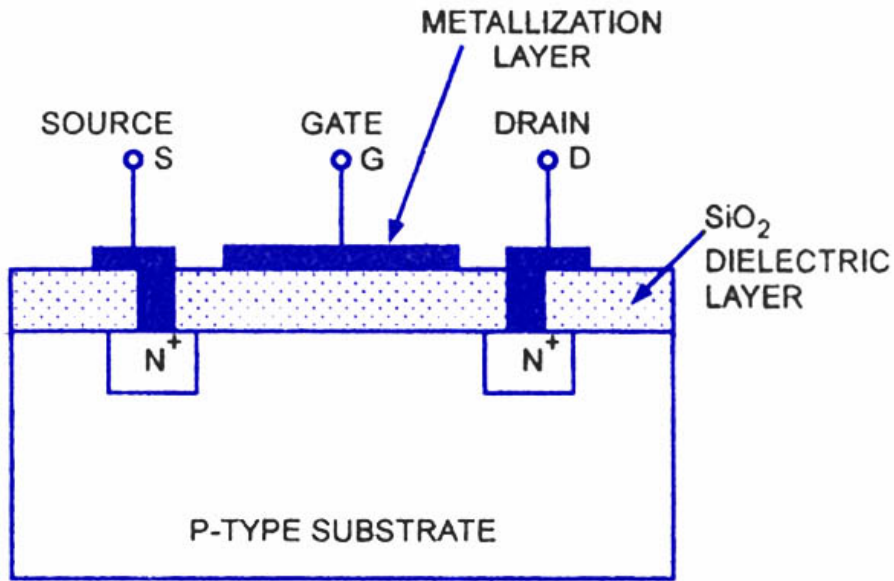 METALLIZATION
LAYER
SOURCE
S
GATE
G
DRAIN
D
SiO₂
DIELECTRIC
LAYER
N⁺
N⁺
P-TYPE SUBSTRATE